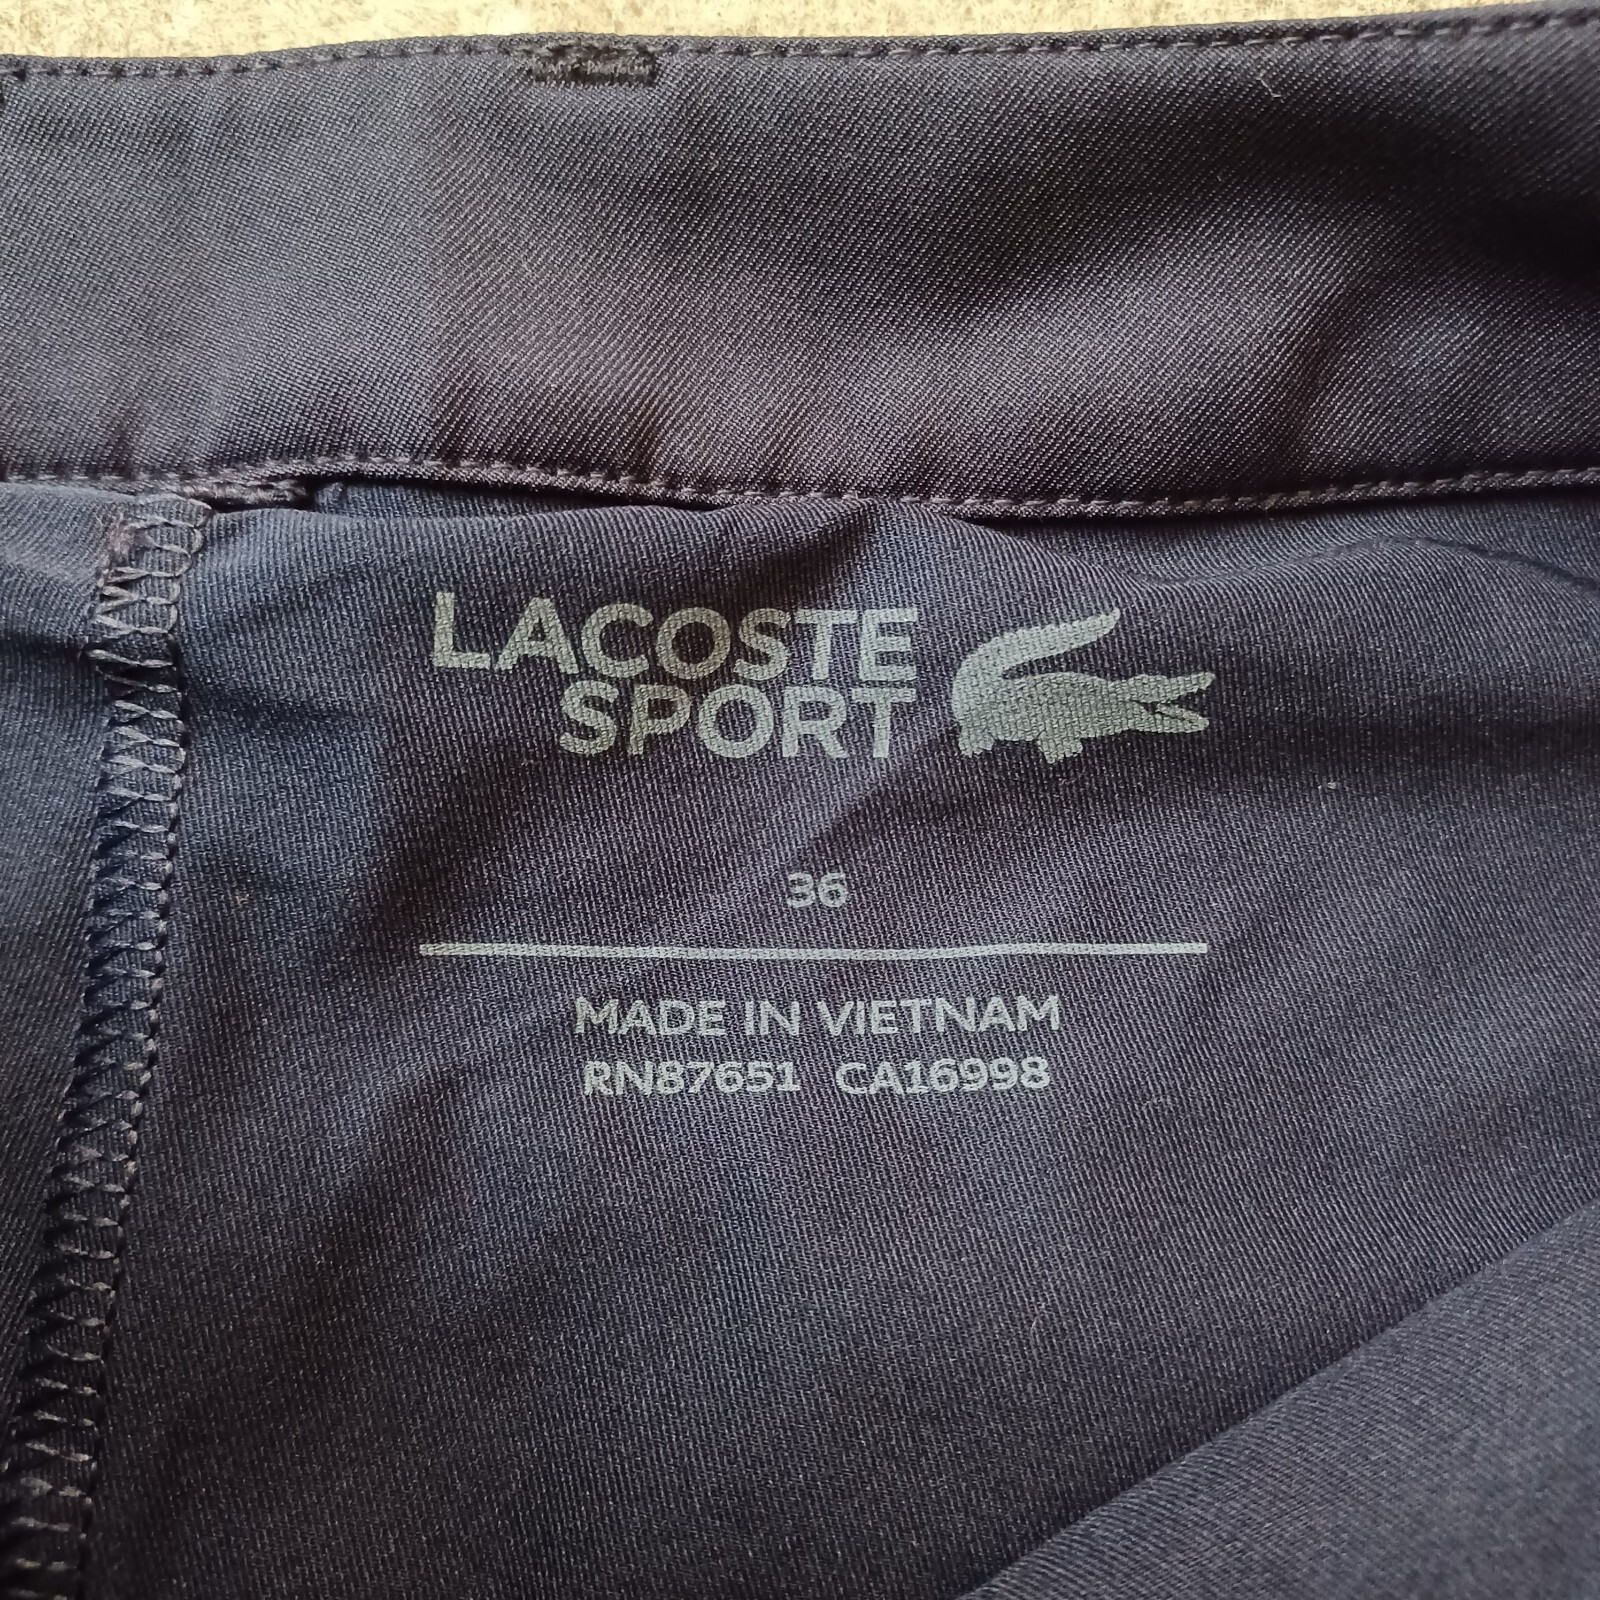 LACOSTE
SPORT
36
MADE IN VIETNAM
RN87651 CA16998